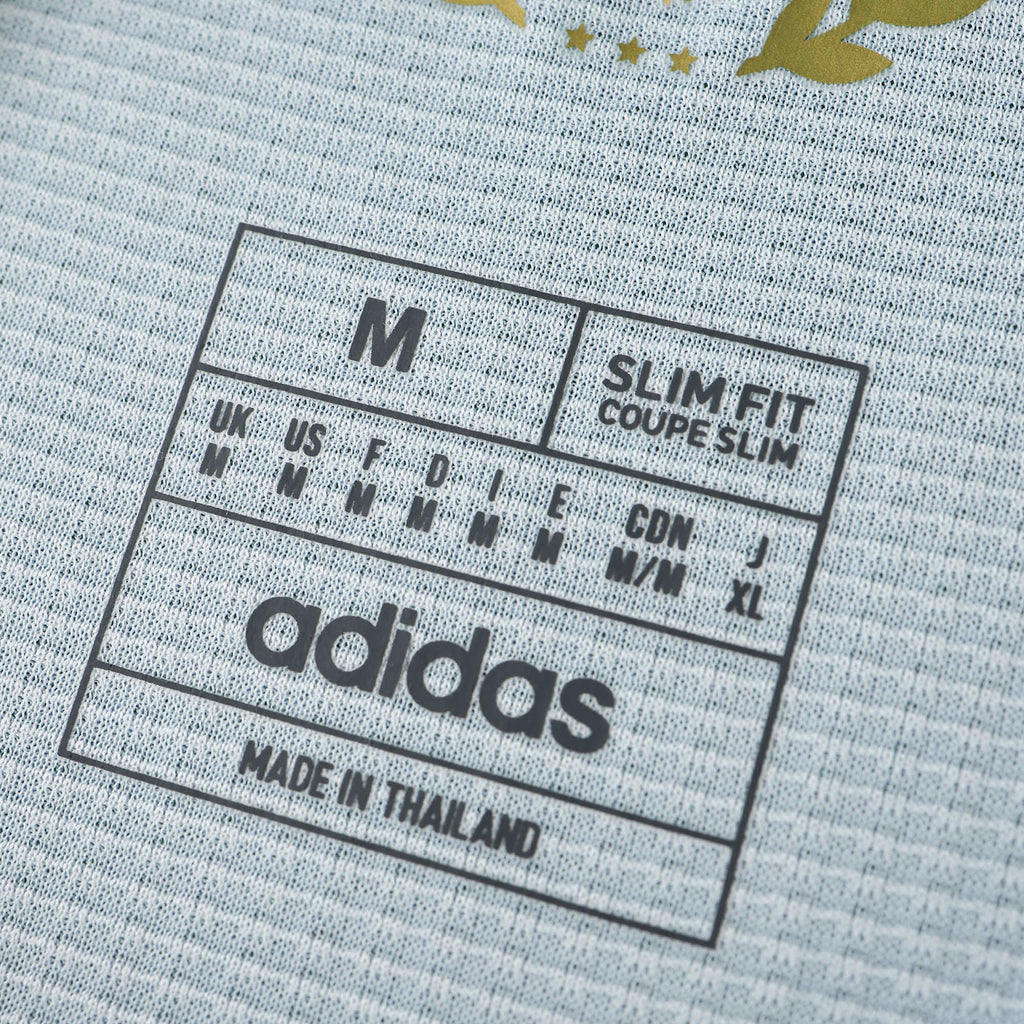 M
SLIM FIT
COUPE SLIM
UK US F D I E CDN J
M M M M M M M/M XL
adidas
MADE IN THAILAND